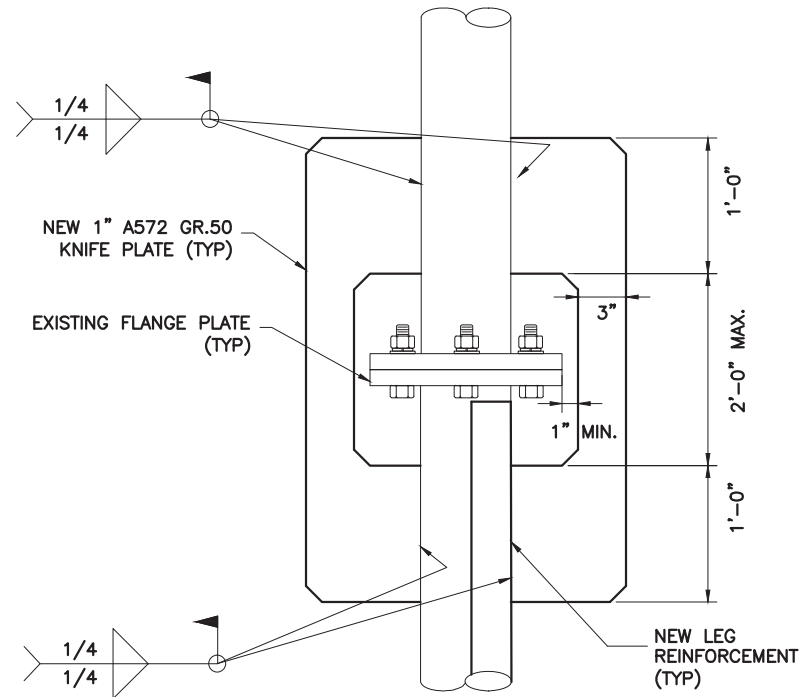 1/4
1/4
NEW 1" A572 GR.50
KNIFE PLATE (TYP)
EXISTING FLANGE PLATE
(TYP)
1'-0"
3"
2'-0" MAX.
1" MIN.
1'-0"
1/4
1/4
NEW LEG
REINFORCEMENT
(TYP)